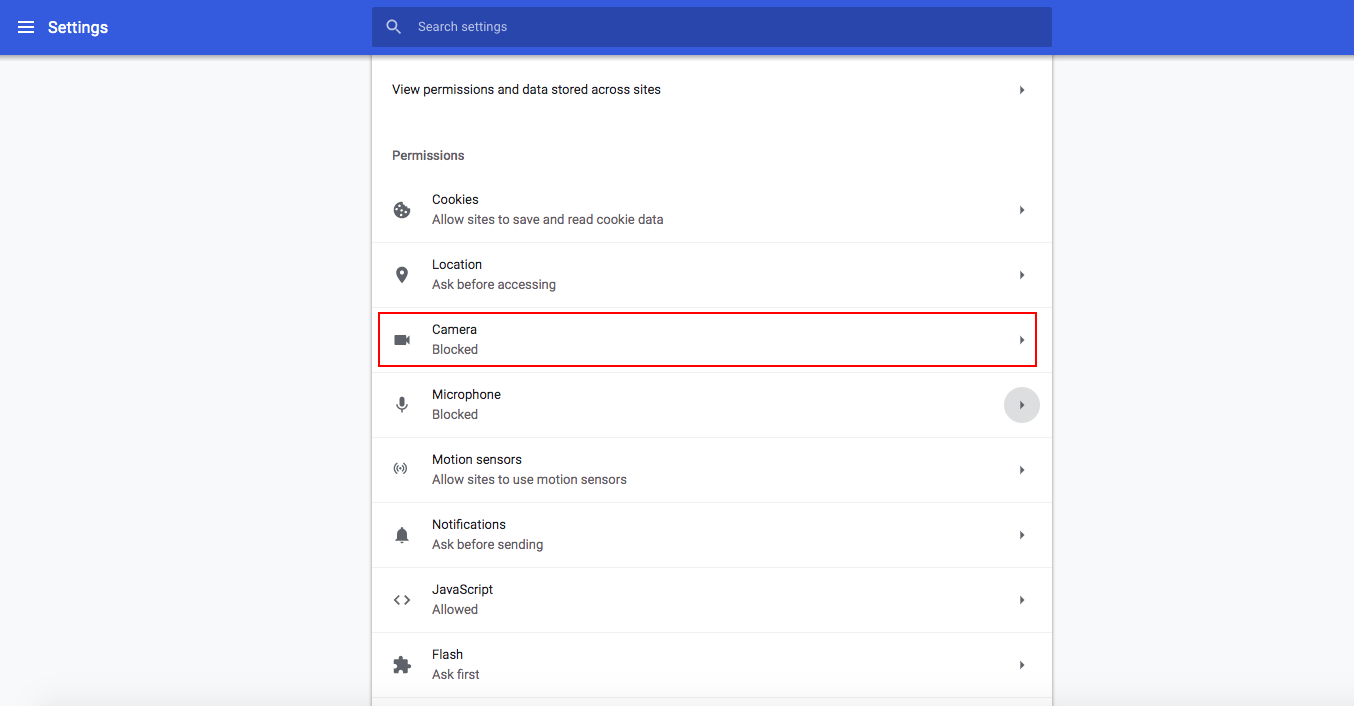 Settings
Search settings
View permissions and data stored across sites
Permissions
Cookies
Allow sites to save and read cookie data
Location
Ask before accessing
Camera
Blocked
Microphone
Blocked
Motion sensors
Allow sites to use motion sensors
Notifications
Ask before sending
JavaScript
Allowed
Flash
Ask first